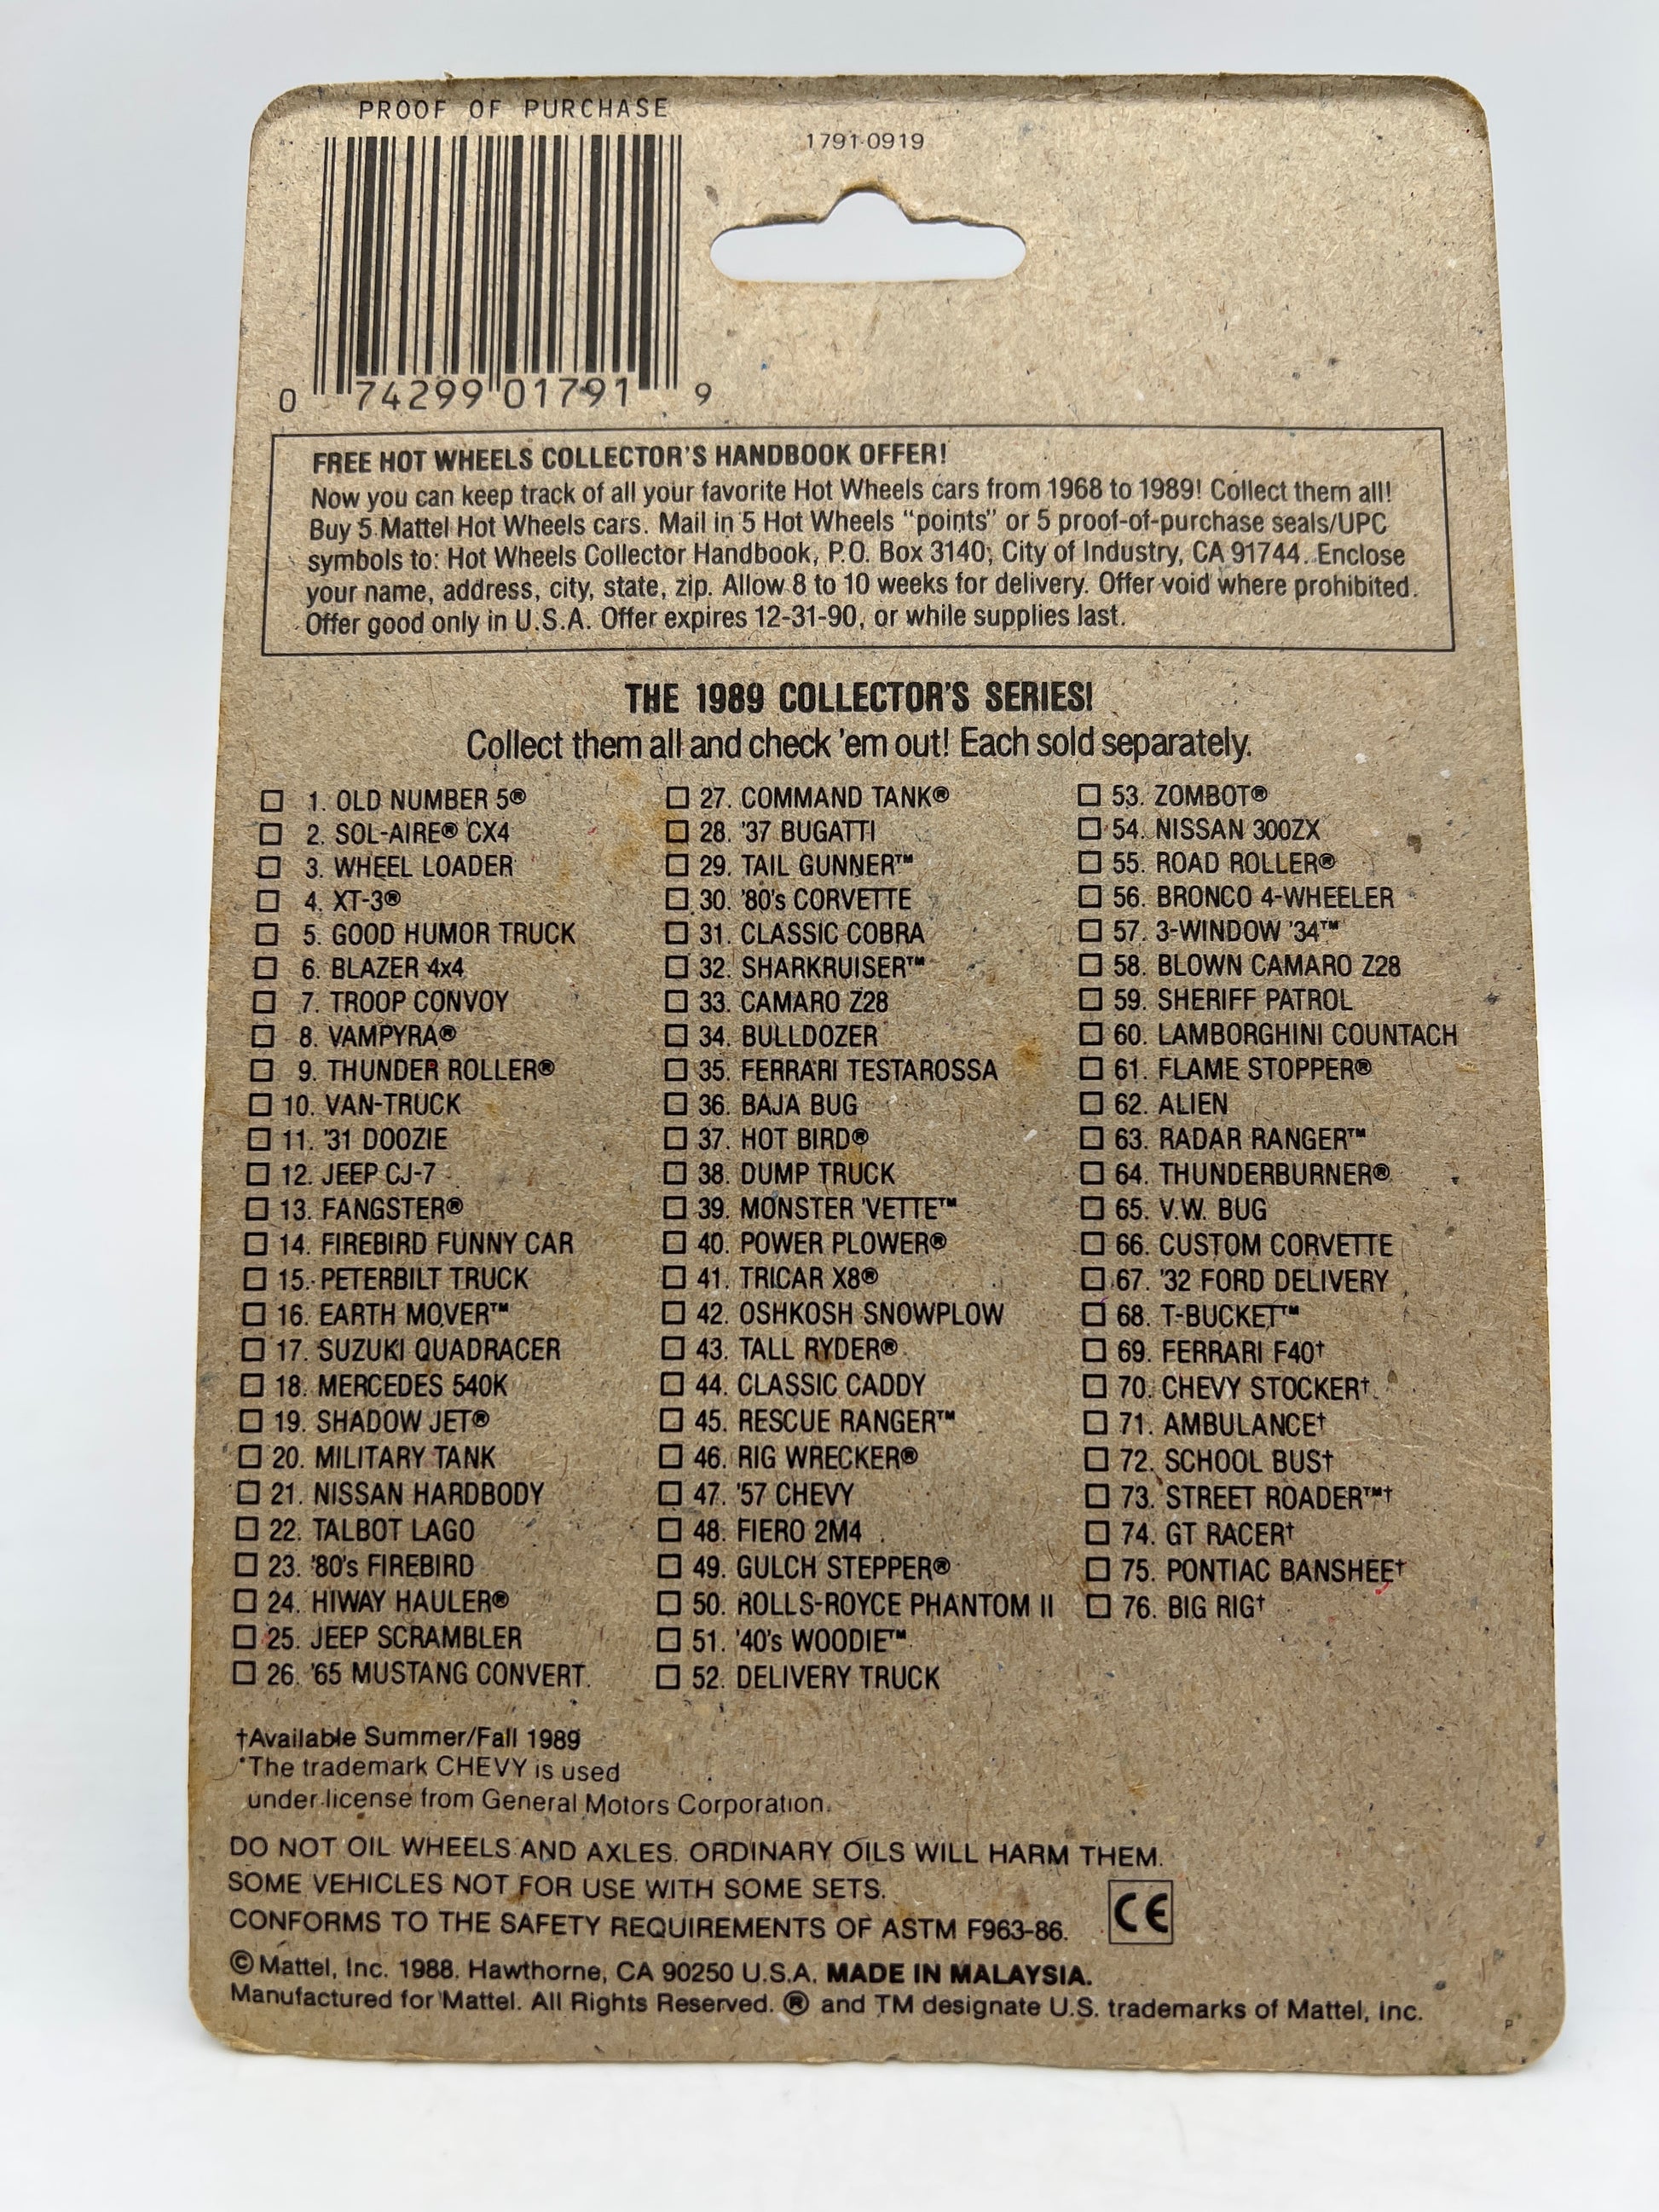 PROOF OF PURCHASE
1791-0919
0 74299 01791 9
FREE HOT WHEELS COLLECTOR'S HANDBOOK OFFER!
Now you can keep track of all your favorite Hot Wheels cars from 1968 to 1989! Collect them all!
Buy 5 Mattel Hot Wheels cars. Mail in 5 Hot Wheels "points" or 5 proof-of-purchase seals/UPC
symbols to: Hot Wheels Collector Handbook, P.O. Box 3140, City of Industry, CA 91744. Enclose
your name, address, city, state, zip. Allow 8 to 10 weeks for delivery. Offer void where prohibited.
Offer good only in U.S.A. Offer expires 12-31-90, or while supplies last.
THE 1989 COLLECTOR'S SERIES!
Collect them all and check 'em out! Each sold separately.
1. OLD NUMBER 5®
2. SOL-AIRE® CX4
3. WHEEL LOADER
4. XT-3®
5. GOOD HUMOR TRUCK
6. BLAZER 4x4
7. TROOP CONVOY
8. VAMPYRA®
9. THUNDER ROLLER®
10. VAN-TRUCK
11. '31 DOOZIE
12. JEEP CJ-7
13. FANGSTER®
14. FIREBIRD FUNNY CAR
15. PETERBILT TRUCK
16. EARTH MOVER™
17. SUZUKI QUADRACER
18. MERCEDES 540K
19. SHADOW JET®
20. MILITARY TANK
21. NISSAN HARDBODY
22. TALBOT LAGO
23. '80's FIREBIRD
24. HIWAY HAULER®
25. JEEP SCRAMBLER
26. '65 MUSTANG CONVERT.
27. COMMAND TANK®
28. '37 BUGATTI
29. TAIL GUNNER™
30. '80's CORVETTE
31. CLASSIC COBRA
32. SHARKRUISER™
33. CAMARO Z28
34. BULLDOZER
35. FERRARI TESTAROSSA
36. BAJA BUG
37. HOT BIRD®
38. DUMP TRUCK
39. MONSTER 'VETTE™
40. POWER PLOWER®
41. TRICAR X8®
42. OSHKOSH SNOWPLOW
43. TALL RYDER®
44. CLASSIC CADDY
45. RESCUE RANGER™
46. RIG WRECKER®
47. '57 CHEVY
48. FIERO 2M4
49. GULCH STEPPER®
50. ROLLS-ROYCE PHANTOM II
51. '40's WOODIE™
52. DELIVERY TRUCK
53. ZOMBOT®
54. NISSAN 300ZX
55. ROAD ROLLER®
56. BRONCO 4-WHEELER
57. 3-WINDOW '34™
58. BLOWN CAMARO Z28
59. SHERIFF PATROL
60. LAMBORGHINI COUNTACH
61. FLAME STOPPER®
62. ALIEN
63. RADAR RANGER™
64. THUNDERBURNER®
65. V.W. BUG
66. CUSTOM CORVETTE
67. '32 FORD DELIVERY
68. T-BUCKET™
69. FERRARI F40†
70. CHEVY STOCKER†
71. AMBULANCE†
72. SCHOOL BUS†
73. STREET ROADER™†
74. GT RACER†
75. PONTIAC BANSHEE†
76. BIG RIG†
†Available Summer/Fall 1989
*The trademark CHEVY is used
under license from General Motors Corporation.
DO NOT OIL WHEELS AND AXLES. ORDINARY OILS WILL HARM THEM.
SOME VEHICLES NOT FOR USE WITH SOME SETS.
CONFORMS TO THE SAFETY REQUIREMENTS OF ASTM F963-86.
CE
© Mattel, Inc. 1988. Hawthorne, CA 90250 U.S.A. MADE IN MALAYSIA.
Manufactured for Mattel. All Rights Reserved. ® and TM designate U.S. trademarks of Mattel, Inc.
P